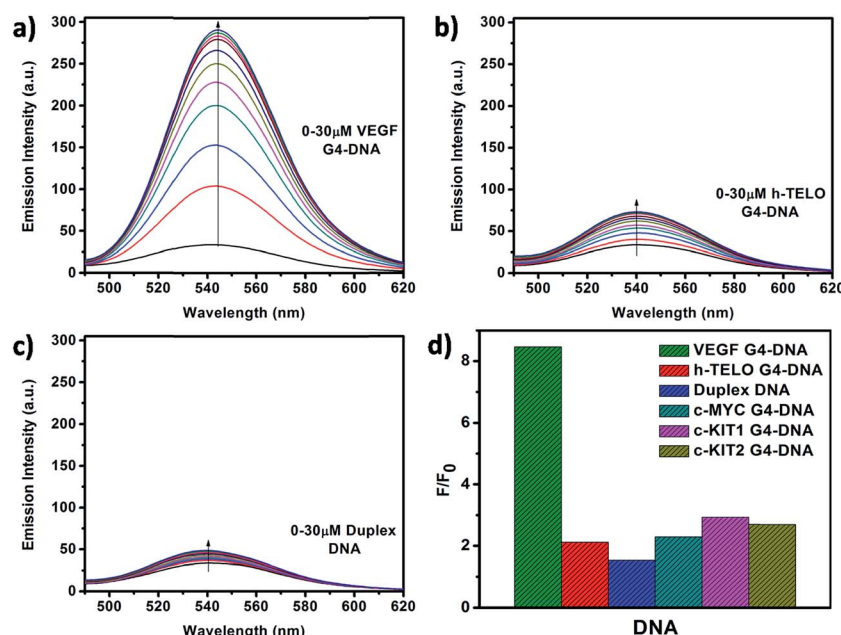 a)
300
250
200
150
100
50
0
Emission Intensity (a.u.)
0-30μM VEGF
G4-DNA
500 520 540 560 580 600 620
Wavelength (nm)
b)
300
250
200
150
100
50
0
Emission Intensity (a.u.)
0-30μM h-TELO
G4-DNA
500 520 540 560 580 600 620
Wavelength (nm)
c)
300
250
200
150
100
50
0
Emission Intensity (a.u.)
0-30μM Duplex
DNA
500 520 540 560 580 600 620
Wavelength (nm)
d)
8
6
4
2
0
F/F0
VEGF G4-DNA
h-TELO G4-DNA
Duplex DNA
c-MYC G4-DNA
c-KIT1 G4-DNA
c-KIT2 G4-DNA
DNA